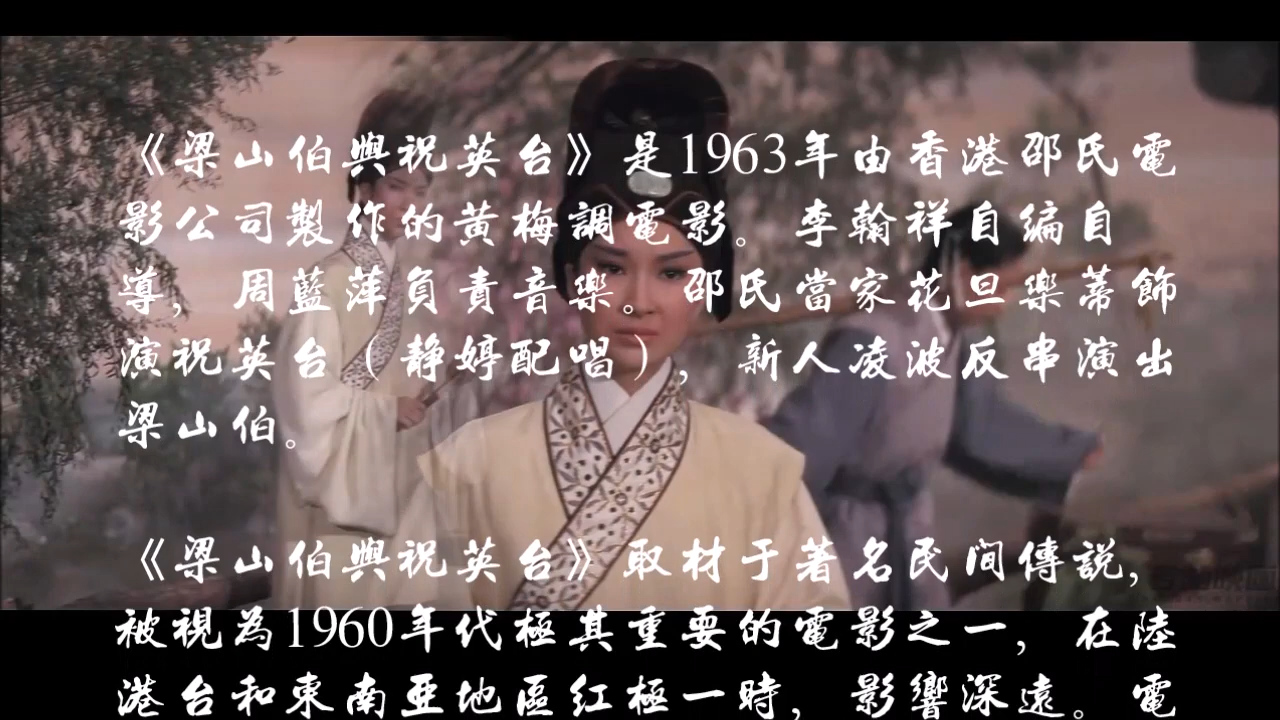 《梁山伯與祝英台》是1963年由香港邵氏電
影公司製作的黄梅調電影。李翰祥自編自
導，周藍萍負責音樂。邵氏當家花旦樂蒂飾
演祝英台（静婷配唱），新人凌波反串演出
梁山伯。
《梁山伯與祝英台》取材于著名民间傳説，
被視為1960年代極其重要的電影之一，在陸
港台和東南亚地區红極一時，影響深遠。電